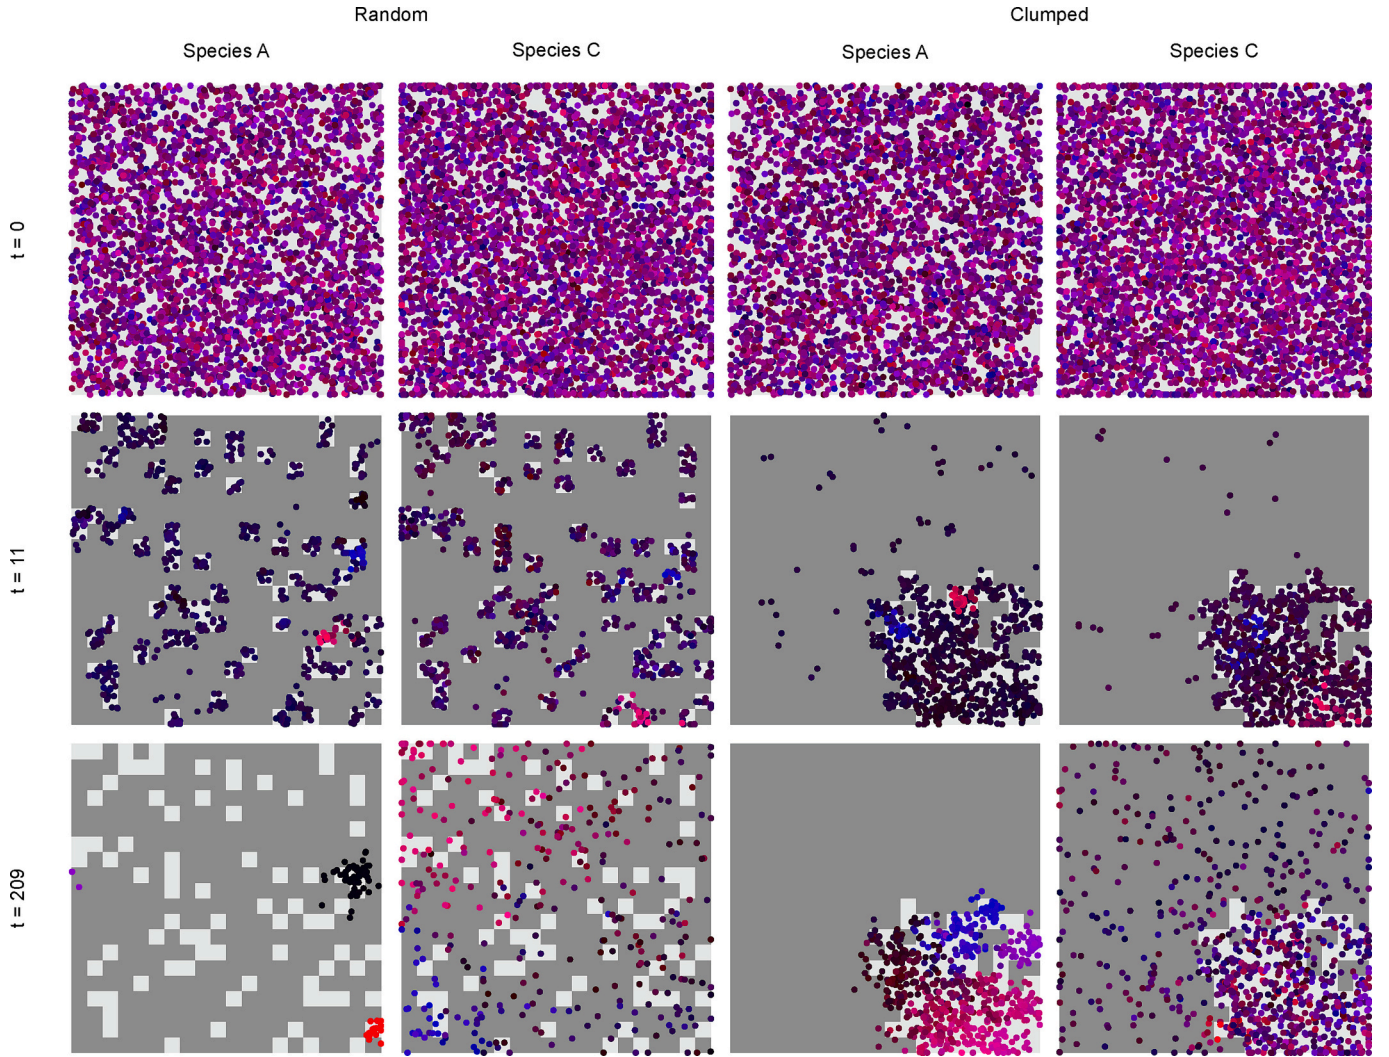 Random
Clumped
Species A
Species C
Species A
Species C
t = 0
t = 11
t = 209